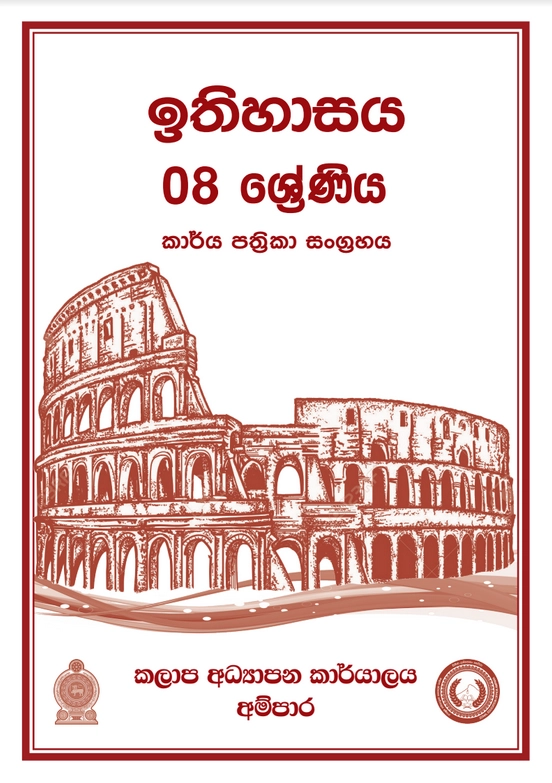 ඉතිහාසය
08 ශ්‍රේණිය
කාර්ය පත්‍රිකා සංග්‍රහය
කලාප අධ්‍යාපන කාර්යාලය
අම්පාර